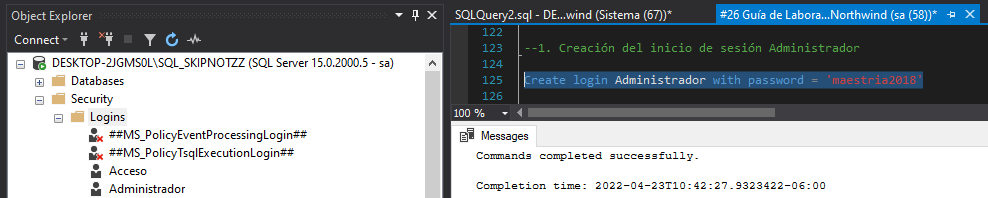 Object Explorer
Connect
DESKTOP-2JGMS0L\SQL_SKIPNOTZZ (SQL Server 15.0.2000.5 - sa)
Databases
Security
Logins
##MS_PolicyEventProcessingLogin##
##MS_PolicyTsqlExecutionLogin##
Acceso
Administrador
SQLQuery2.sql - DE...wind (Sistema (67))*
#26 Guía de Labora...Northwind (sa (58))*
122
123 --1. Creación del inicio de sesión Administrador
124
125 Create login Administrador with password = 'maestria2018'
126
100 %
Messages
Commands completed successfully.
Completion time: 2022-04-23T10:42:27.9323422-06:00